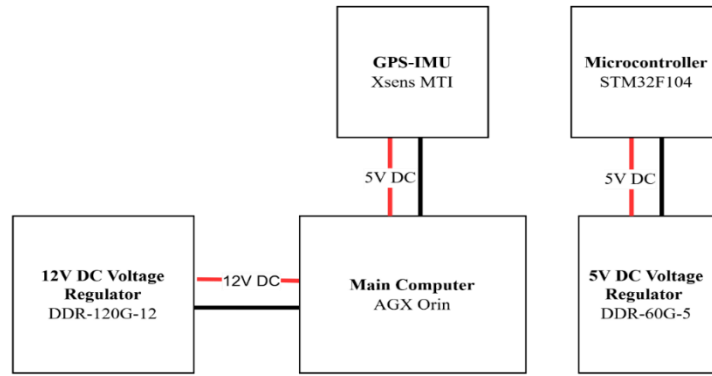 GPS-IMU
Xsens MTI
Microcontroller
STM32F104
5V DC
5V DC
12V DC Voltage
Regulator
DDR-120G-12
12V DC
Main Computer
AGX Orin
5V DC Voltage
Regulator
DDR-60G-5